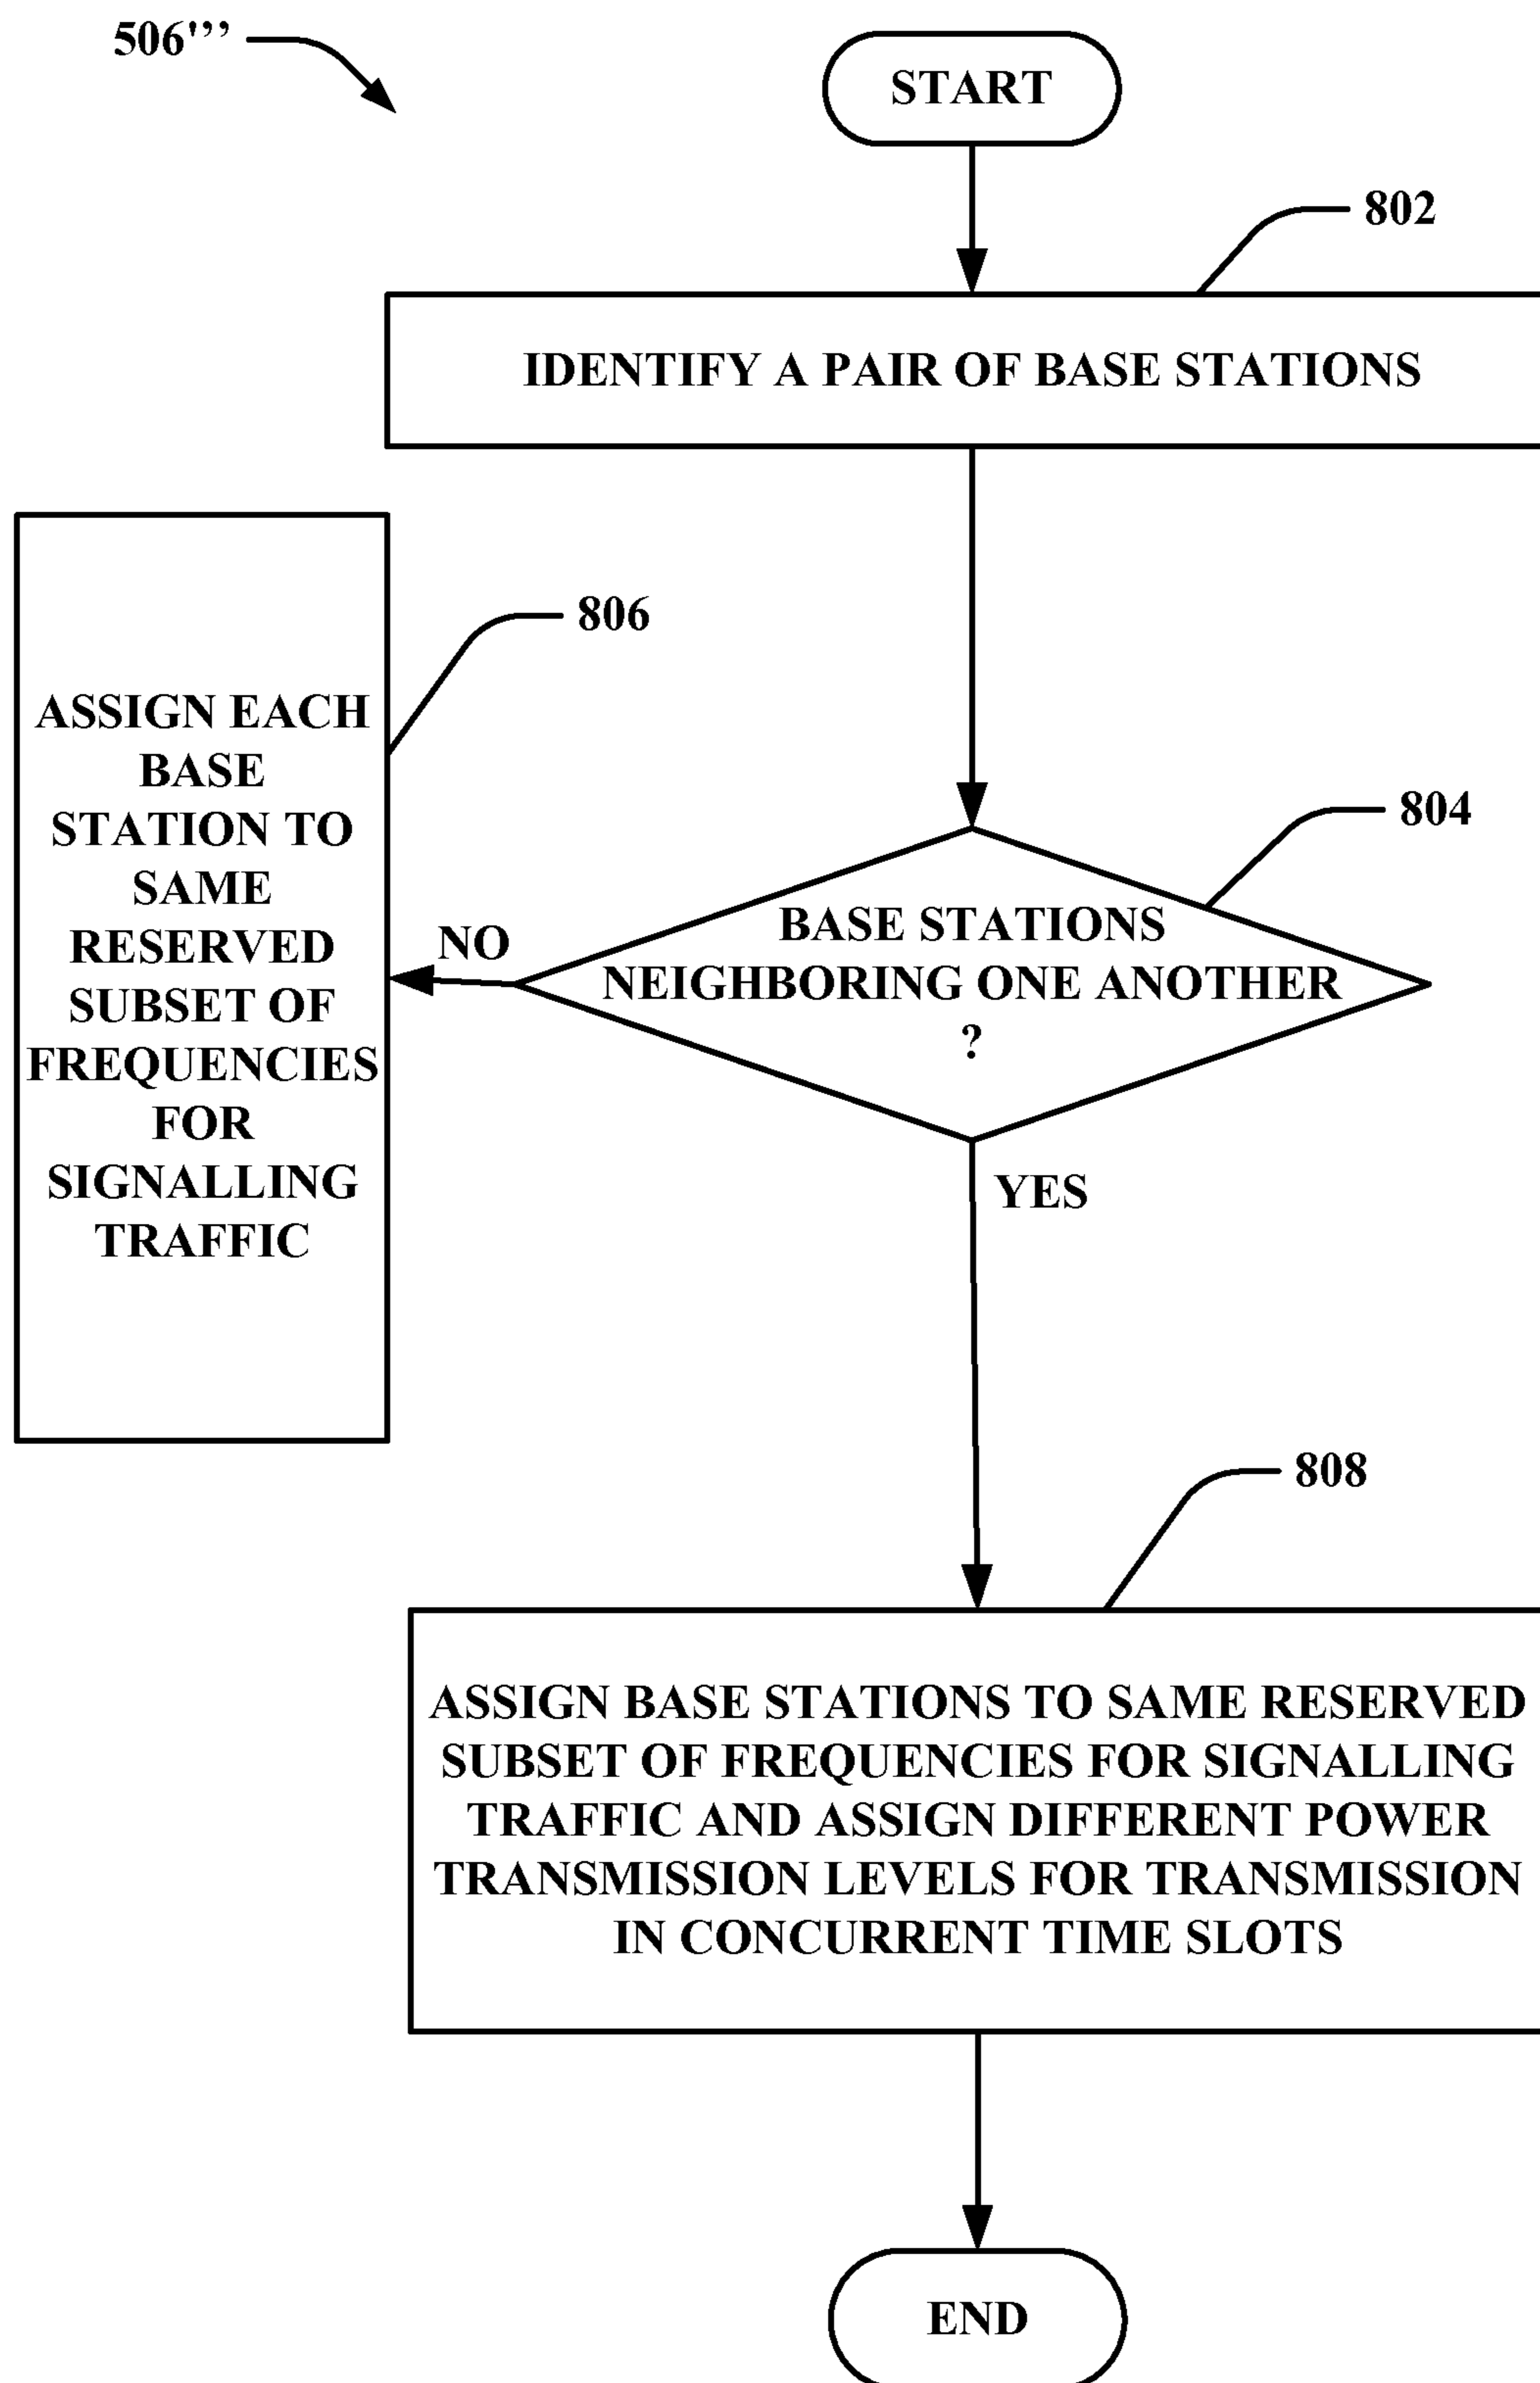 506'’’
START
802
IDENTIFY A PAIR OF BASE STATIONS
806
ASSIGN EACH
BASE
STATION TO
SAME
RESERVED
SUBSET OF
FREQUENCIES
FOR
SIGNALLING
TRAFFIC
804
NO
BASE STATIONS
NEIGHBORING ONE ANOTHER
?
YES
808
ASSIGN BASE STATIONS TO SAME RESERVED
SUBSET OF FREQUENCIES FOR SIGNALLING
TRAFFIC AND ASSIGN DIFFERENT POWER
TRANSMISSION LEVELS FOR TRANSMISSION
IN CONCURRENT TIME SLOTS
END